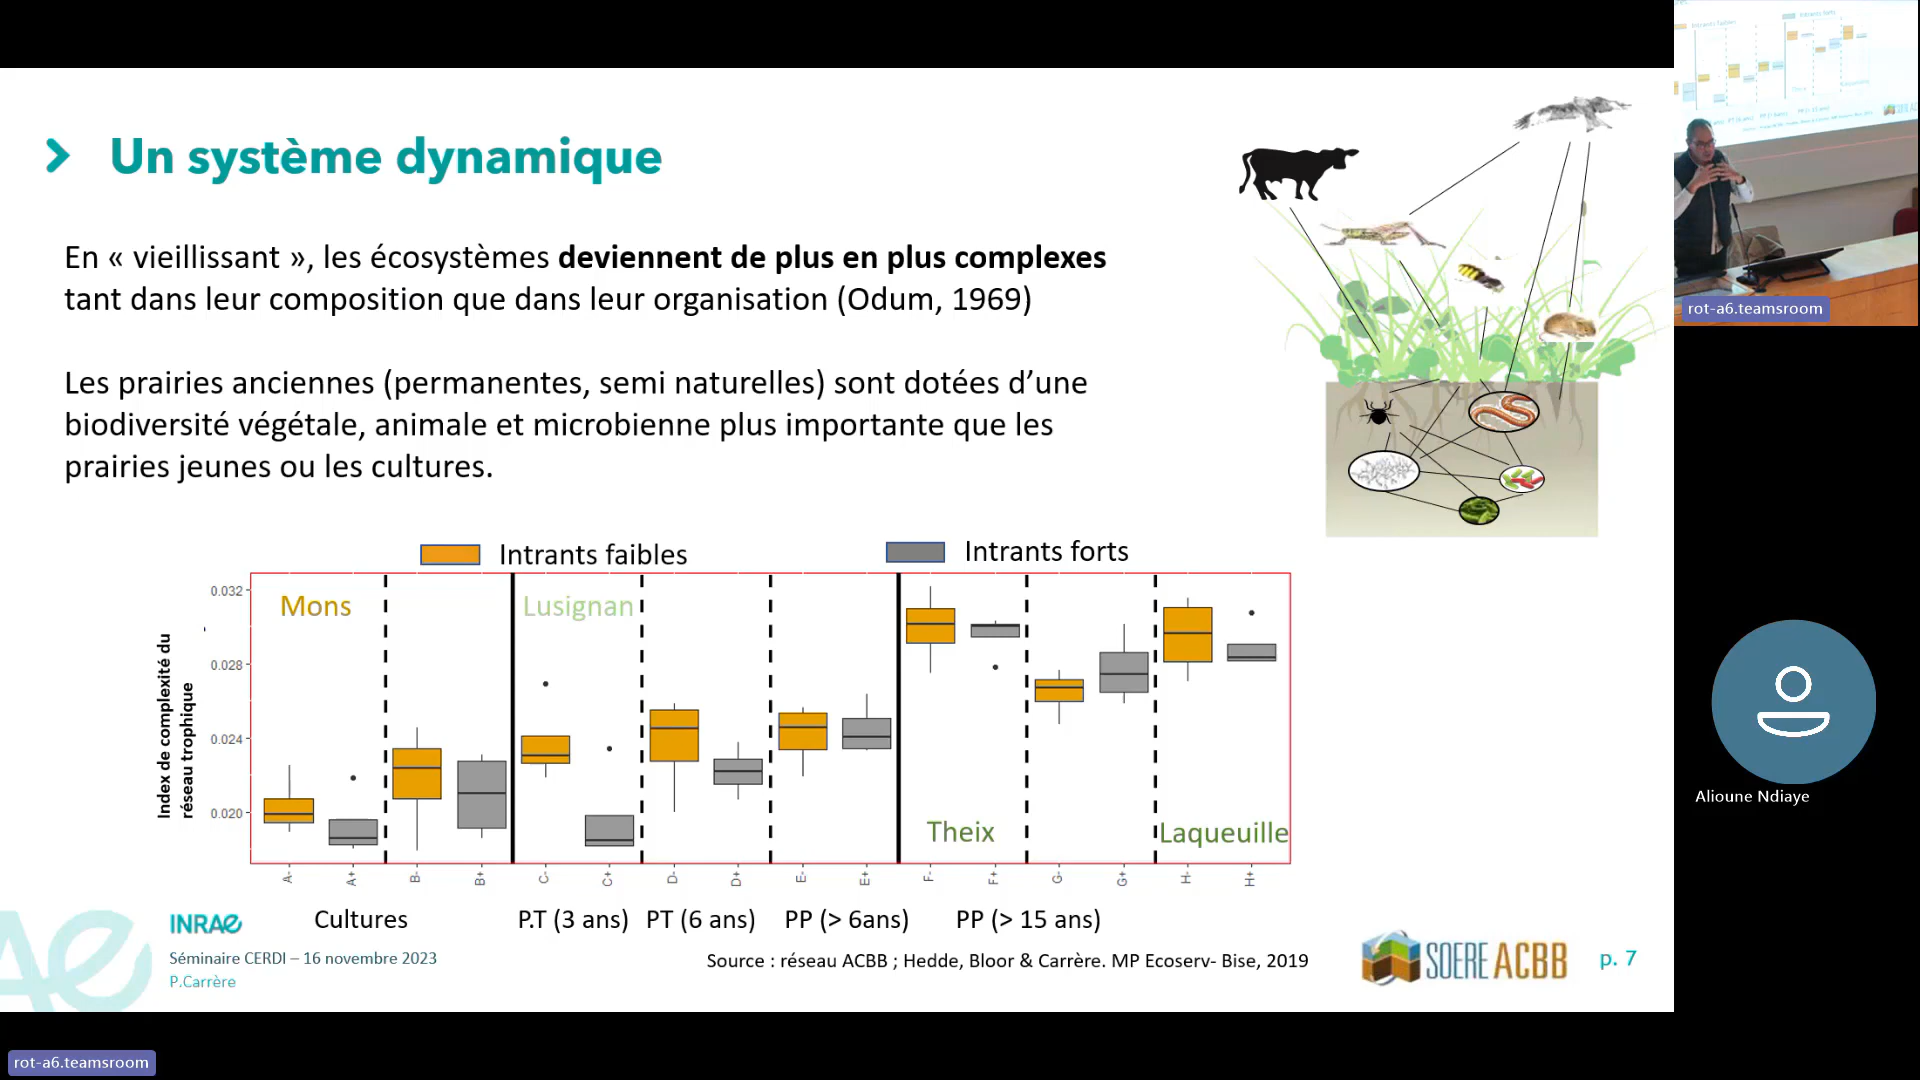 Un système dynamique
En « vieillissant », les écosystèmes deviennent de plus en plus complexes
tant dans leur composition que dans leur organisation (Odum, 1969)
Les prairies anciennes (permanentes, semi naturelles) sont dotées d’une
biodiversité végétale, animale et microbienne plus importante que les
prairies jeunes ou les cultures.
Intrants faibles
Intrants forts
Index de complexité du
réseau trophique
0.032
0.028
0.024
0.020
Mons
Lusignan
Theix
Laqueuille
A- A+ B- B+ C- C+ D- D+ E- E+ F- F+ G- G+ H- H+
Cultures
P.T (3 ans)
PT (6 ans)
PP (> 6ans)
PP (> 15 ans)
INRAE
Séminaire CERDI – 16 novembre 2023
P.Carrère
Source : réseau ACBB ; Hedde, Bloor & Carrère. MP Ecoserv- Bise, 2019
SOERE ACBB
p. 7
rot-a6.teamsroom
Alioune Ndiaye
rot-a6.teamsroom